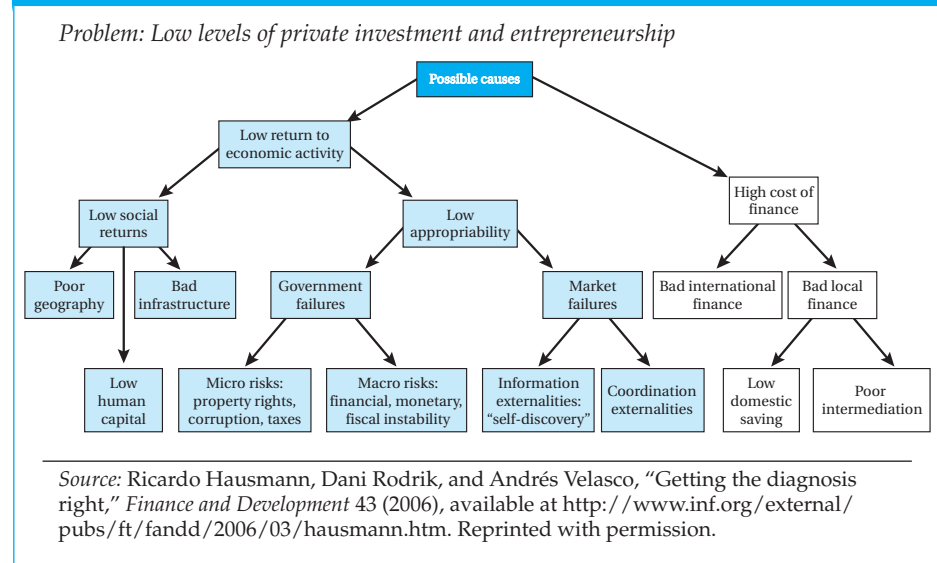 Problem: Low levels of private investment and entrepreneurship
Possible causes
Low return to
economic activity
High cost of
finance
Low social
returns
Low
appropriability
Poor
geography
Bad
infrastructure
Government
failures
Market
failures
Bad international
finance
Bad local
finance
Low
human
capital
Micro risks:
property rights,
corruption, taxes
Macro risks:
financial, monetary,
fiscal instability
Information
externalities:
“self-discovery”
Coordination
externalities
Low
domestic
saving
Poor
intermediation
Source: Ricardo Hausmann, Dani Rodrik, and Andrés Velasco, “Getting the diagnosis
right,” Finance and Development 43 (2006), available at http://www.inf.org/external/
pubs/ft/fandd/2006/03/hausmann.htm. Reprinted with permission.